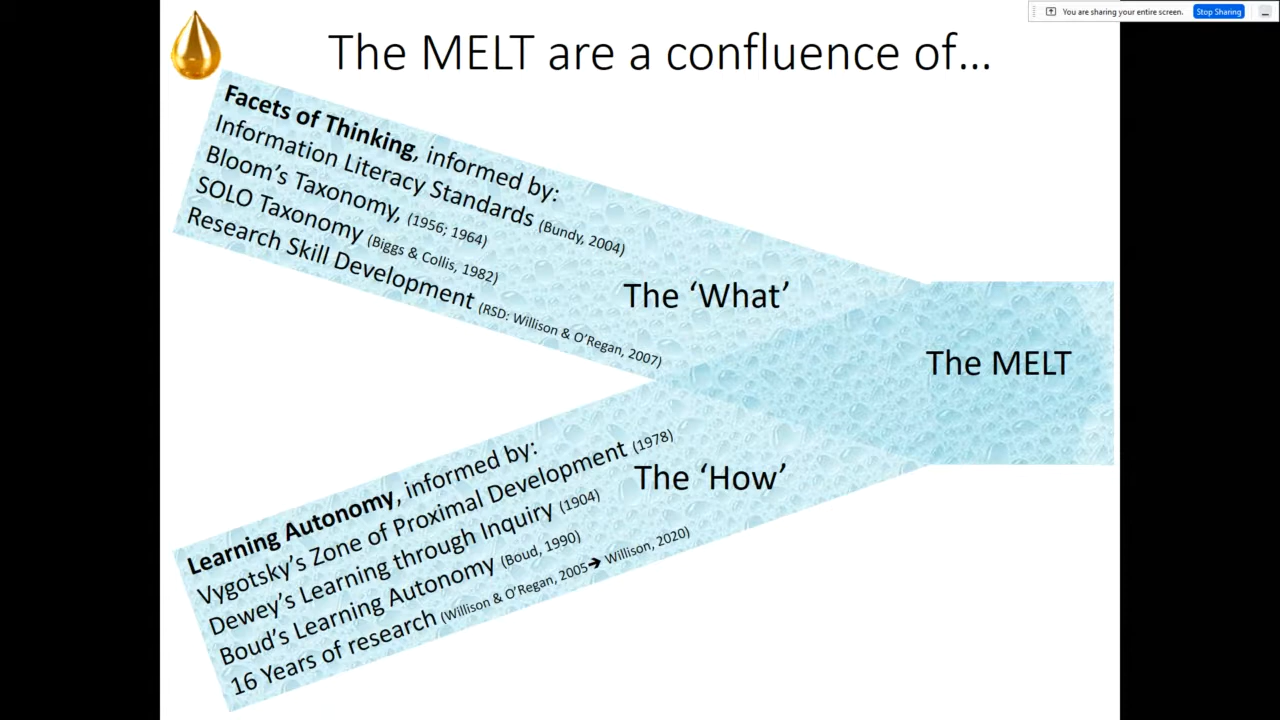 You are sharing your entire screen.
Stop Sharing
The MELT are a confluence of...
Facets of Thinking, informed by:
Information Literacy Standards (Bundy, 2004)
Bloom's Taxonomy, (1956; 1964)
SOLO Taxonomy (Biggs & Collis, 1982)
Research Skill Development (RSD: Willison & O'Regan, 2007)
The 'What'
The MELT
Learning Autonomy, informed by:
Vygotsky's Zone of Proximal Development (1978)
Dewey's Learning through Inquiry (1904)
Boud's Learning Autonomy (Boud, 1990)
16 Years of research (Willison & O'Regan, 2005➔ Willison, 2020)
The 'How'